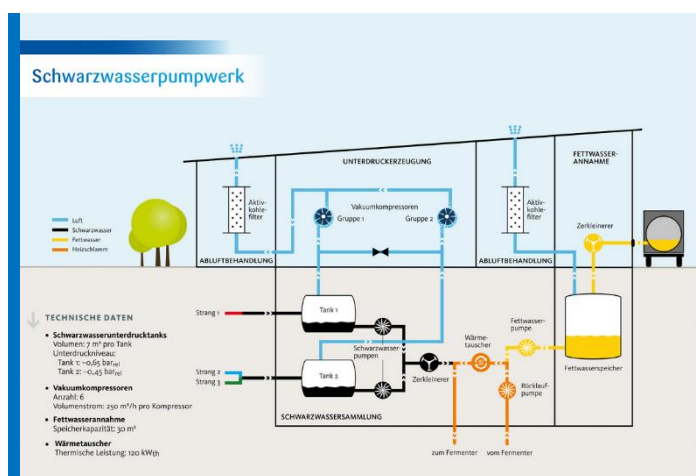 Schwarzwasserpumpwerk
UNTERDRUCKERZEUGUNG
FETTWASSER-
ANNAHME
Aktiv-
kohle-
filter
Vakuumkompressoren
Gruppe 1
Gruppe 2
Aktiv-
kohle-
filter
Zerkleinerer
Luft
Schwarzwasser
Fettwasser
Heizschlamm
ABLUFTBEHANDLUNG
ABLUFTBEHANDLUNG
TECHNISCHE DATEN
• Schwarzwasserunterdrucktanks
Volumen: 7 m³ pro Tank
Unterdruckniveau:
Tank 1: –0,65 barrel
Tank 2: –0,45 barrel
• Vakuumkompressoren
Anzahl: 6
Volumenstrom: 250 m³/h pro Kompressor
• Fettwasserannahme
Speicherkapazität: 30 m³
• Wärmetauscher
Thermische Leistung: 120 kWth
Strang 1
Tank 1
Strang 2
Strang 3
Tank 2
Schwarzwasser-
pumpen
Zerkleinerer
Wärme-
tauscher
Fettwasser-
pumpe
Fettwasserspeicher
Rücklauf-
pumpe
SCHWARZWASSERSAMMLUNG
zum Fermenter
vom Fermenter